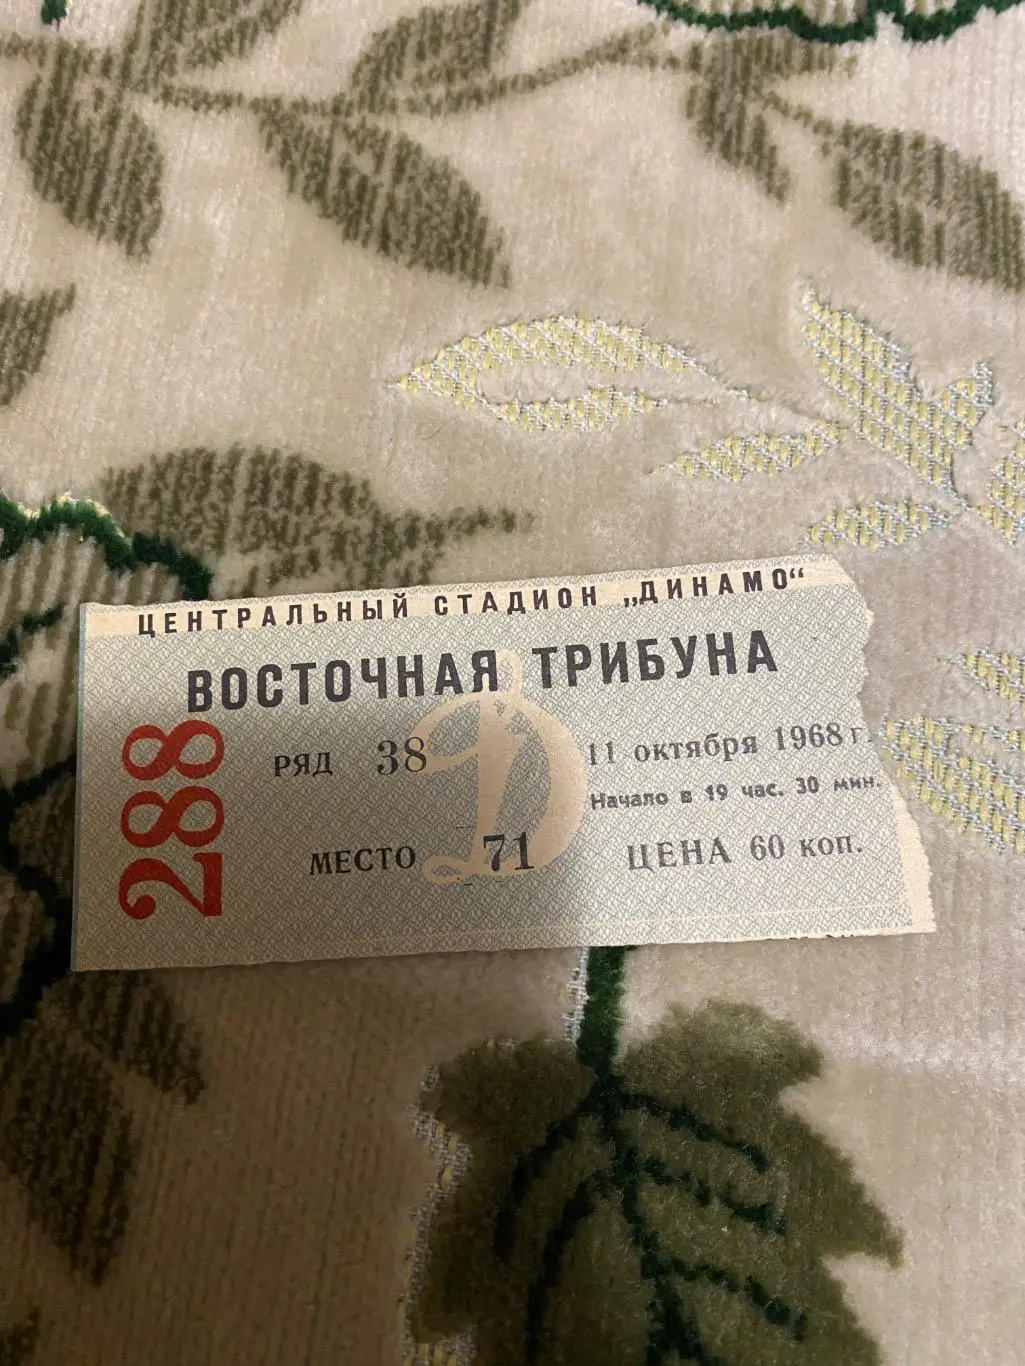 ЦЕНТРАЛЬНЫЙ СТАДИОН „ДИНАМО“
ВОСТОЧНАЯ ТРИБУНА
288
РЯД 38
11 октября 1968 г.
Начало в 19 час. 30 мин.
МЕСТО 71
ЦЕНА 60 коп.
Д